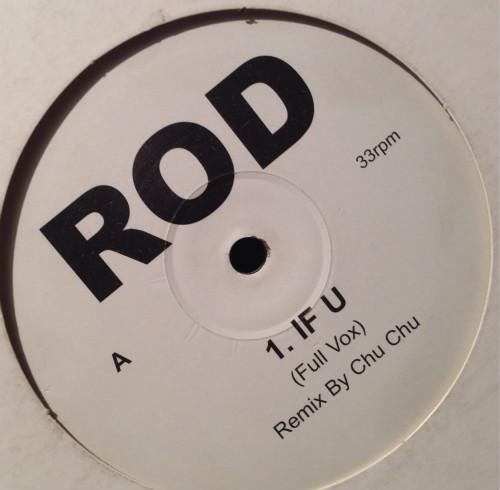 ROD
33rpm
A
1. IF U
(Full Vox)
Remix By Chu Chu